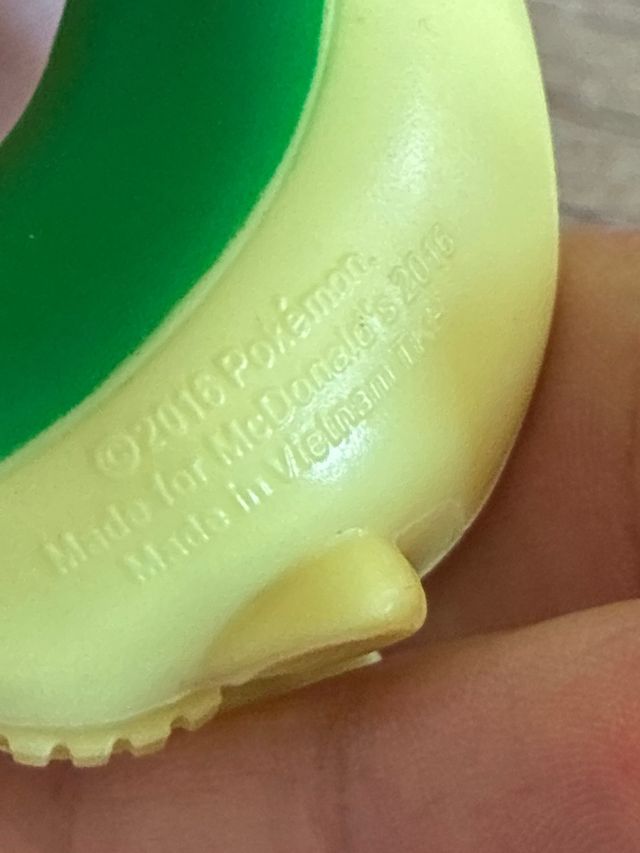 ©2016 Pokémon.
Made for McDonald's 2016
Made in Vietnam